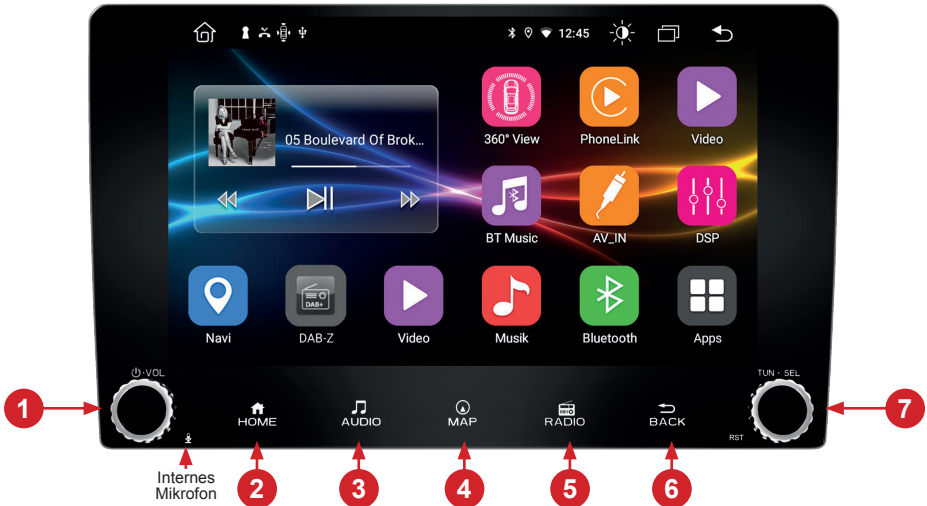 12:45
05 Boulevard Of Brok...
360° View
PhoneLink
Video
BT Music
AV_IN
DSP
DAB+
Navi
DAB-Z
Video
Musik
Bluetooth
Apps
VOL
TUN · SEL
1
7
HOME
AUDIO
MAP
RADIO
BACK
RST
Internes
Mikrofon
2
3
4
5
6